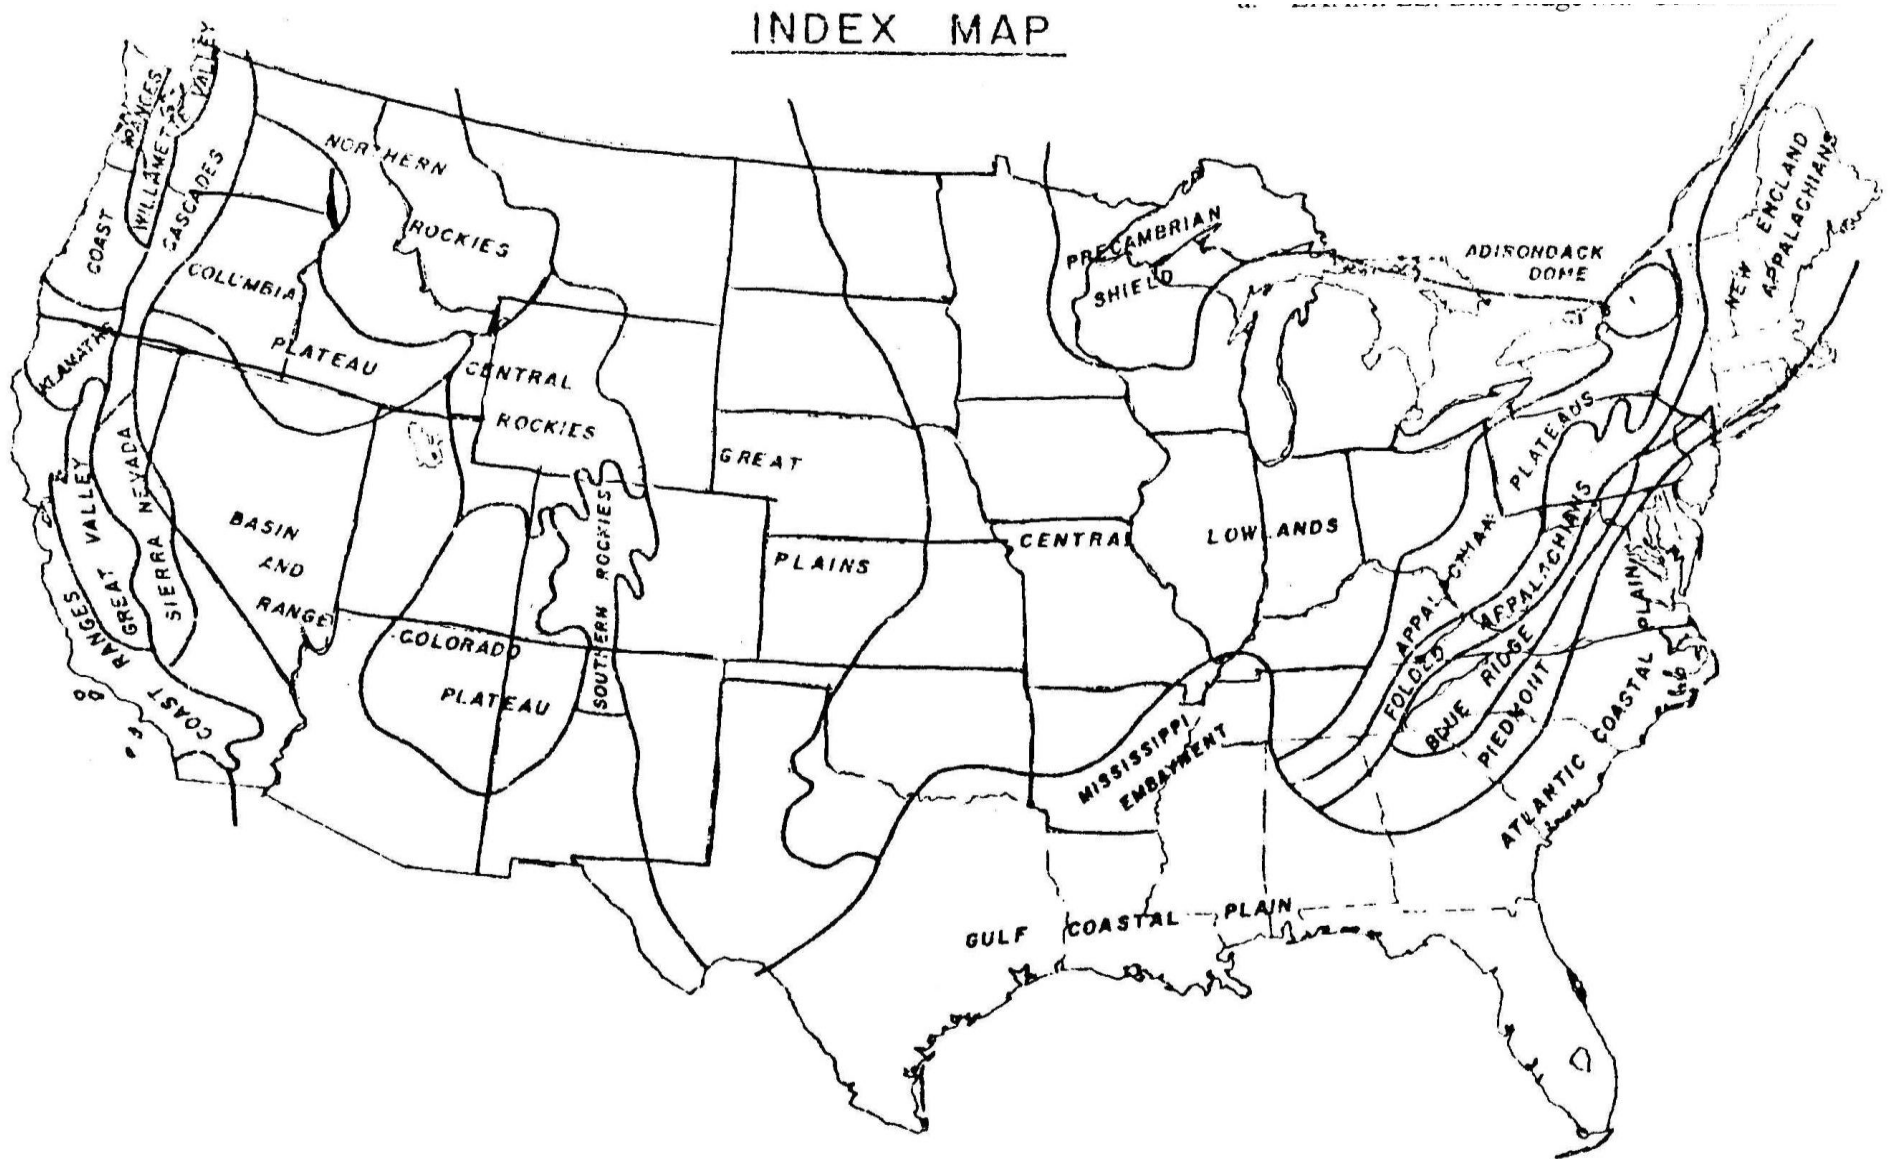 INDEX MAP
VALLEY
RANGES
WILLAMETTE
COAST
CASCADES
NORTHERN
ROCKIES
COLUMBIA
PLATEAU
KLAMATHS
CENTRAL
ROCKIES
GREAT
PLAINS
PRECAMBRIAN
SHIELD
ADISONDACK
DOME
NEW ENGLAND
APPALACHIANS
GREAT VALLEY
SIERRA NEVADA
COAST RANGES
BASIN
AND
RANGE
COLORADO
PLATEAU
SOUTHERN ROCKIES
CENTRAL
LOWLANDS
PLATEAUS
FOLDED APPALACHIANS
BLUE RIDGE
PIEDMONT
ATLANTIC COASTAL PLAIN
MISSISSIPPI
EMBAYMENT
GULF COASTAL PLAIN